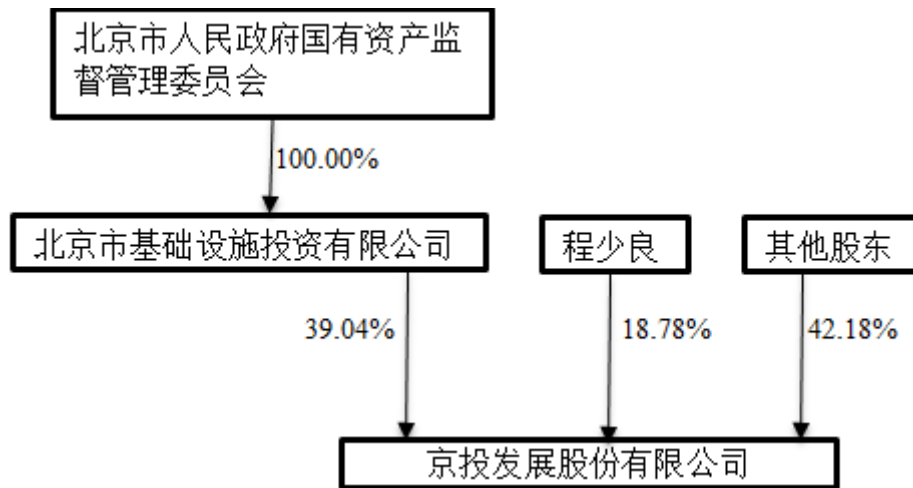 北京市人民政府国有资产监
督管理委员会
100.00%
北京市基础设施投资有限公司
程少良
其他股东
39.04%
18.78%
42.18%
京投发展股份有限公司